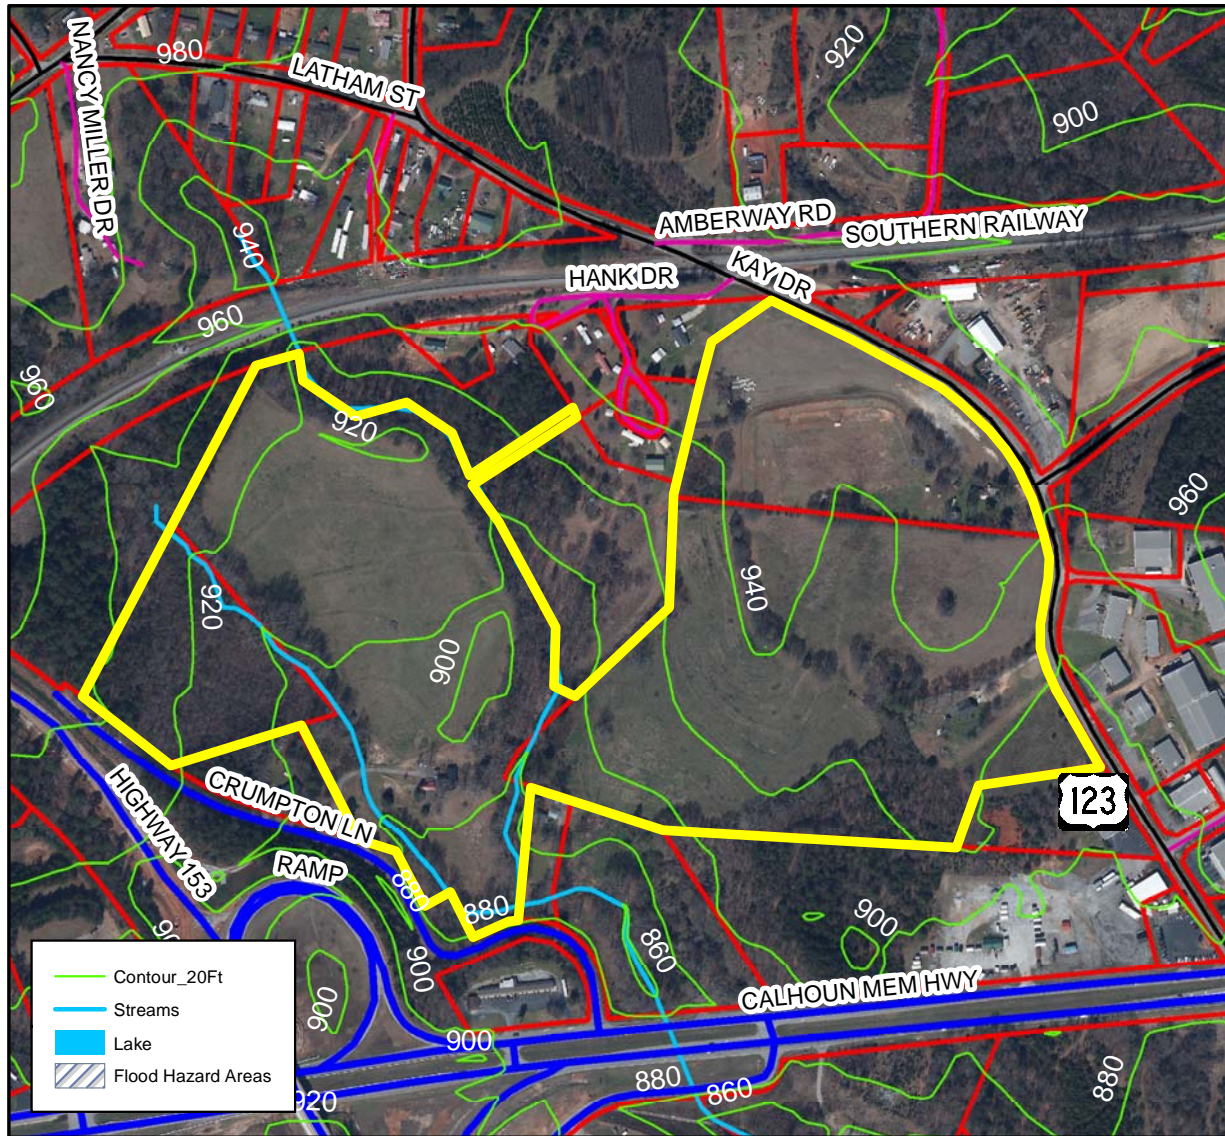 980
920
NANCY MILLER DR
LATHAM ST
900
940
AMBERWAY RD
SOUTHERN RAILWAY
HANK DR
KAY DR
960
960
920
960
920
940
900
123
CRUMPTON LN
HIGHWAY 153
RAMP
880
880
900
860
900
900
CALHOUN MEM HWY
900
880
860
880
920
Contour_20Ft
Streams
Lake
Flood Hazard Areas